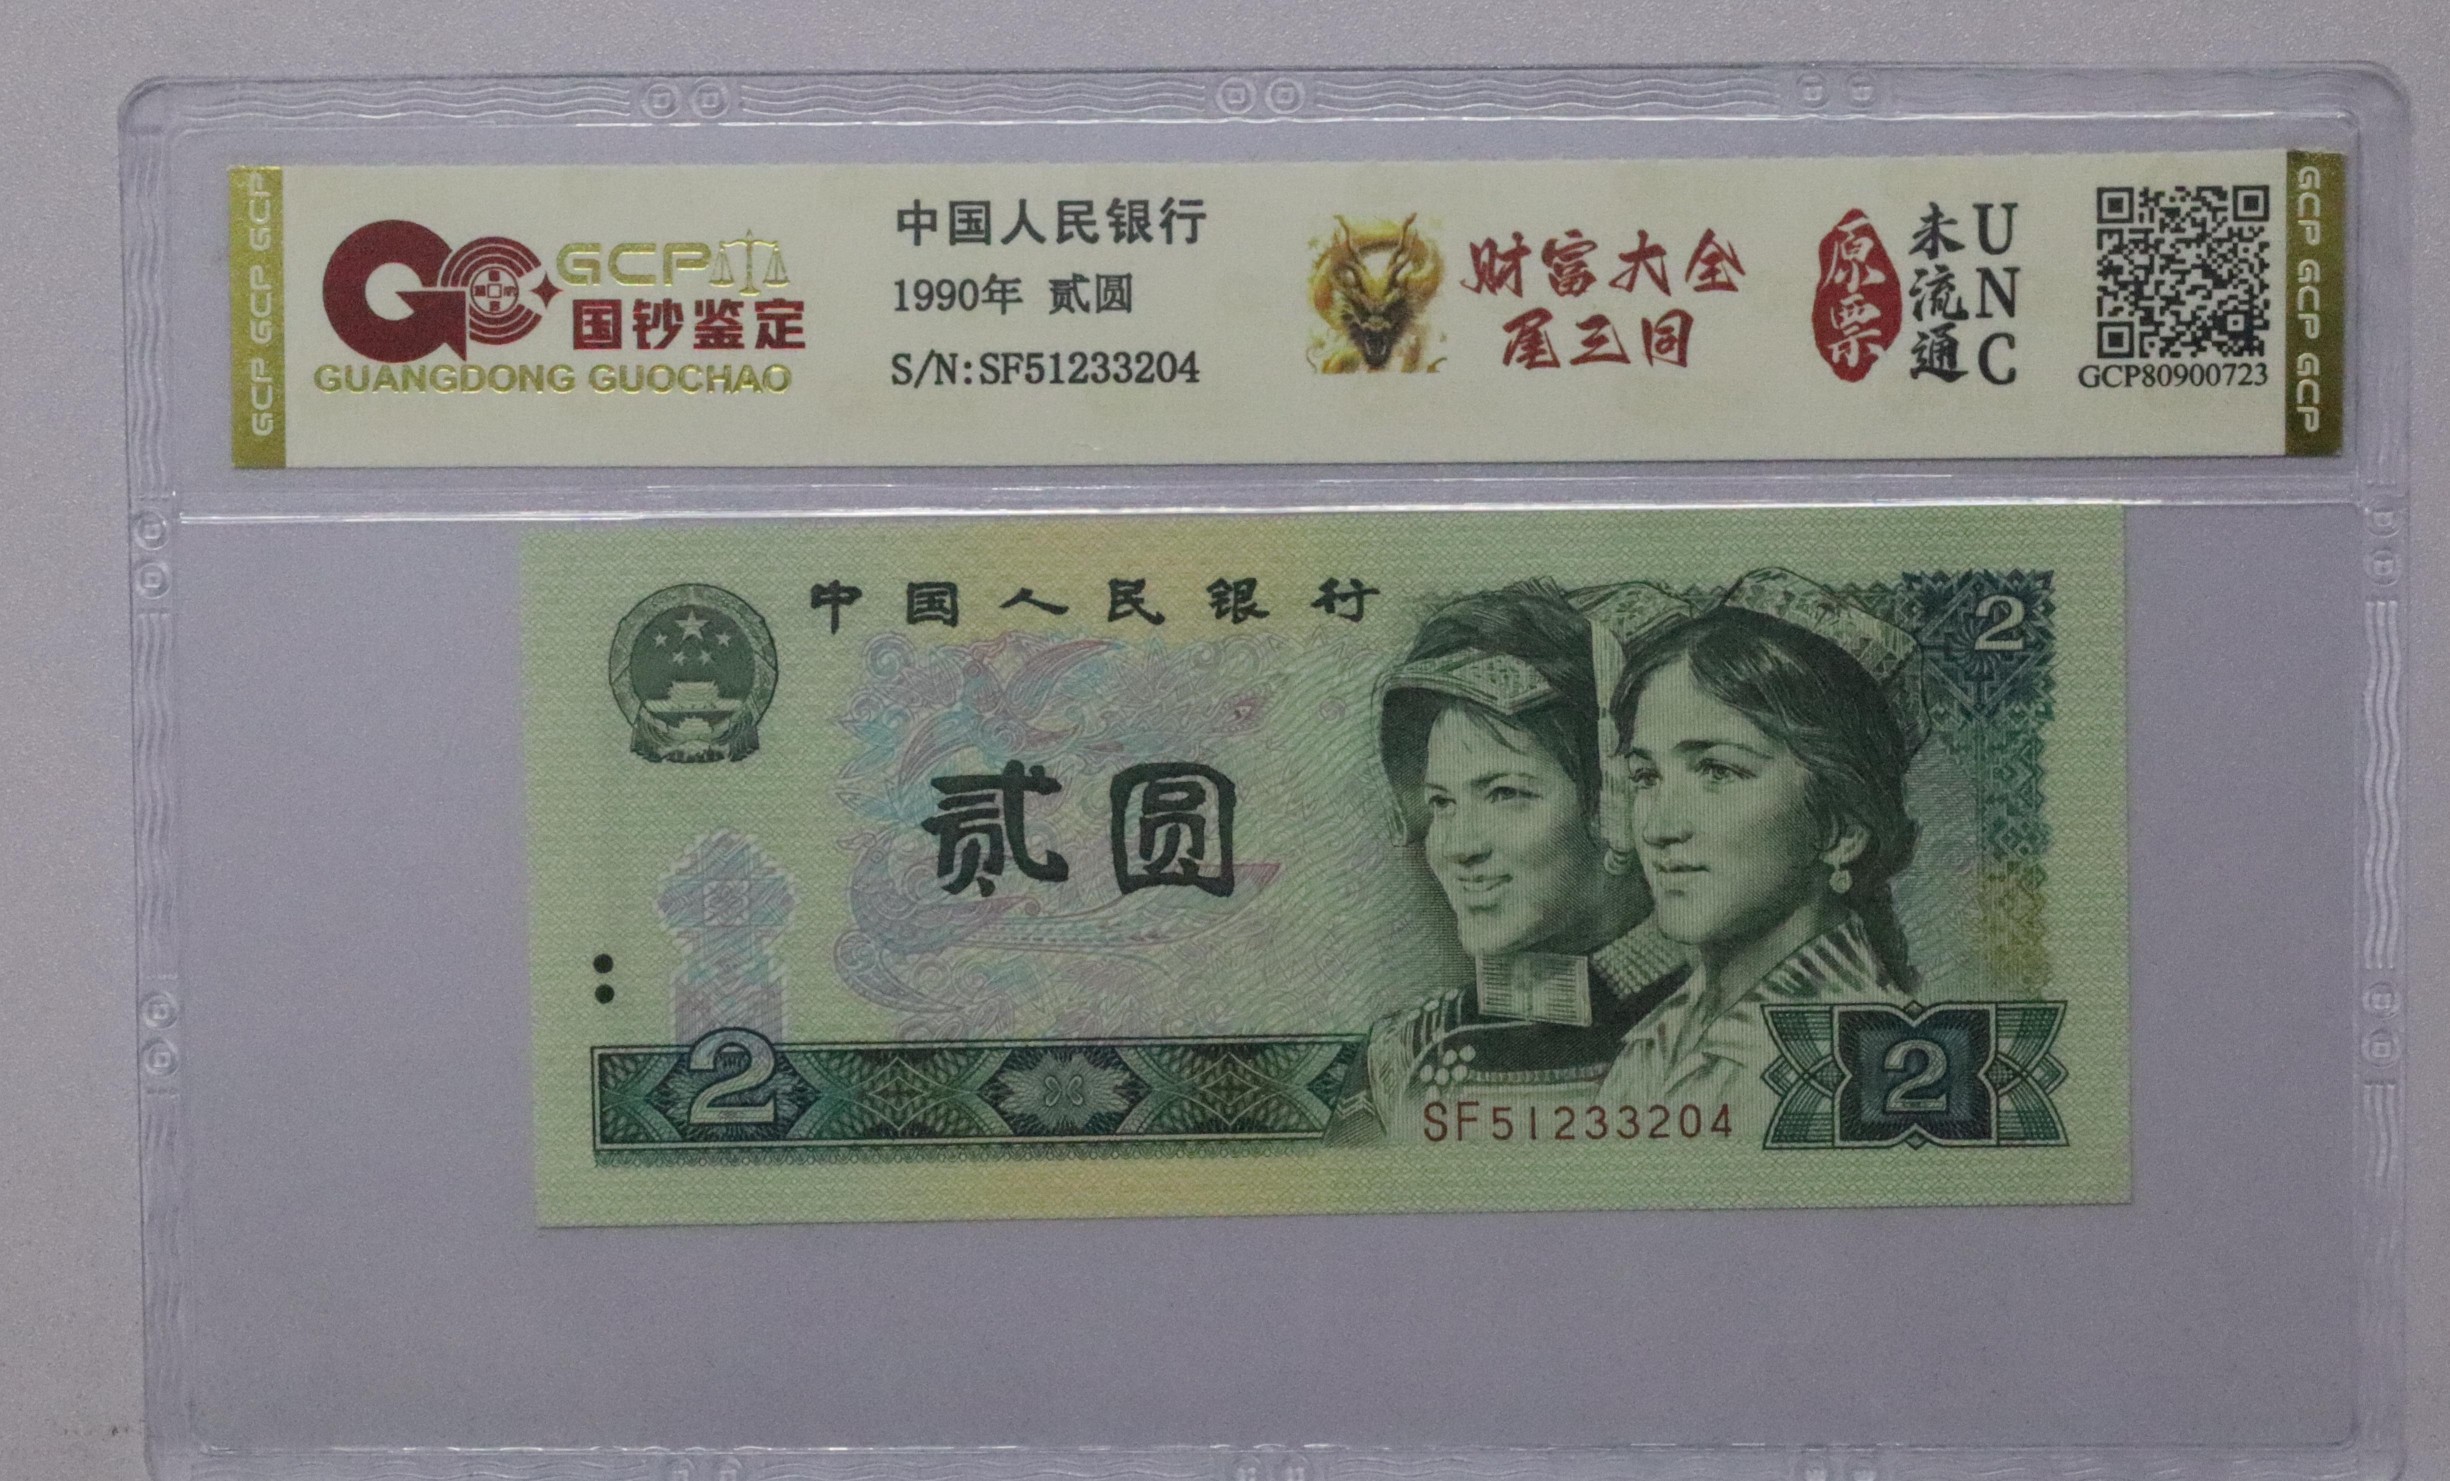 GCP GCP GCP
GCP
国钞鉴定
GUANGDONG GUOCHAO
中国人民银行
1990年 贰圆
S/N:SF51233204
财富大全
尾三同
原票
未流通
UNC
GCP80900723
GCP GCP GCP
中国人民银行
2
贰圆
2
SF51233204
2